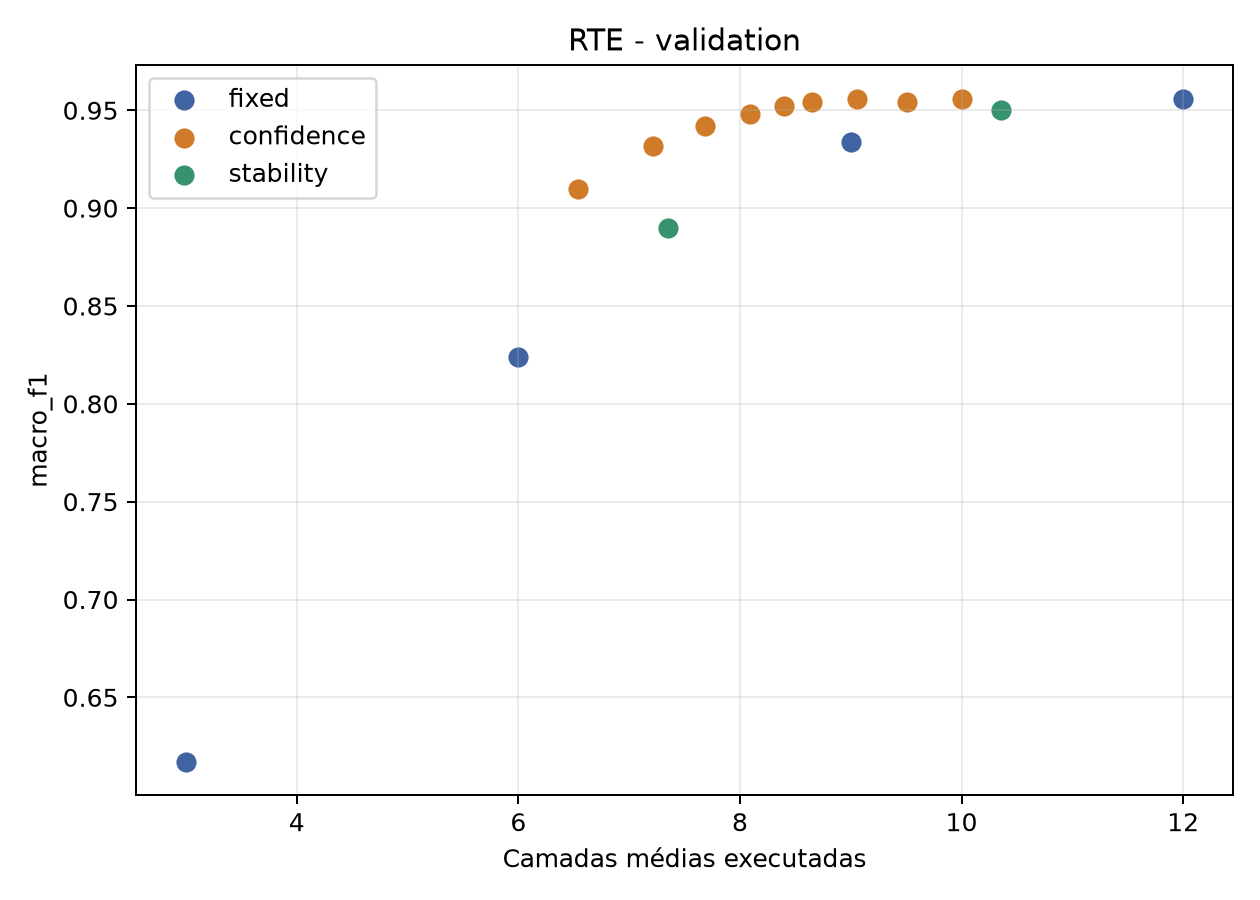 RTE - validation
fixed
confidence
stability
0.95
0.90
0.85
0.80
0.75
0.70
0.65
macro_f1
4 6 8 10 12
Camadas médias executadas